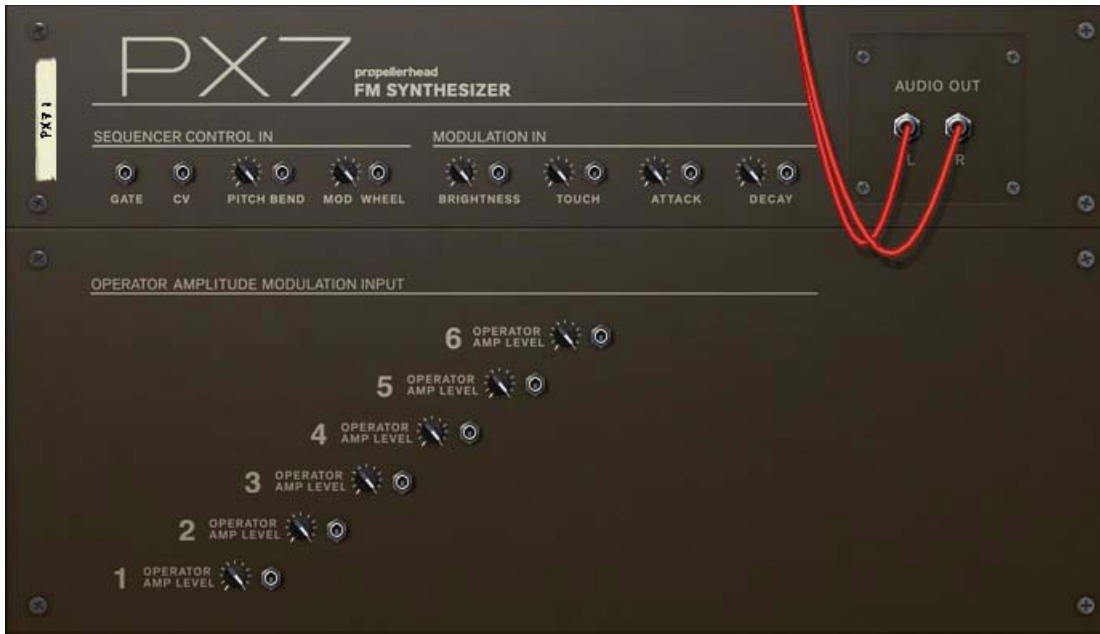 PX7
propellerhead
FM SYNTHESIZER
PX7 1
AUDIO OUT
L R
SEQUENCER CONTROL IN
MODULATION IN
GATE CV PITCH BEND MOD WHEEL BRIGHTNESS TOUCH ATTACK DECAY
OPERATOR AMPLITUDE MODULATION INPUT
6 OPERATOR
AMP LEVEL
5 OPERATOR
AMP LEVEL
4 OPERATOR
AMP LEVEL
3 OPERATOR
AMP LEVEL
2 OPERATOR
AMP LEVEL
1 OPERATOR
AMP LEVEL